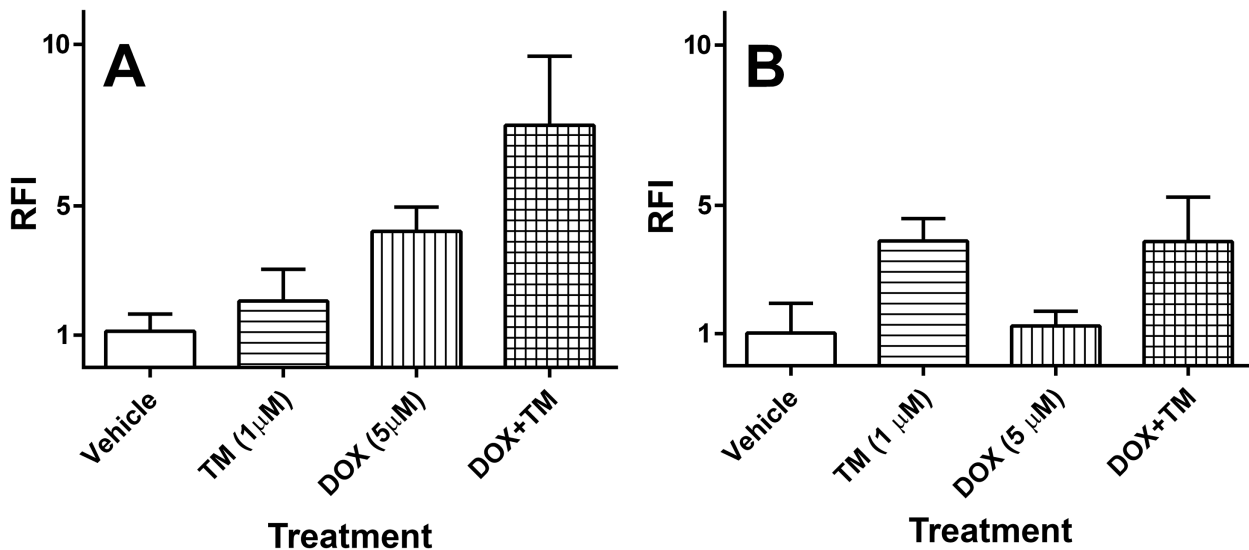 A
RFI
10
5
1
Vehicle
TM (1μM)
DOX (5μM)
DOX+TM
Treatment
B
RFI
10
5
1
Vehicle
TM (1 μM)
DOX (5 μM)
DOX+TM
Treatment